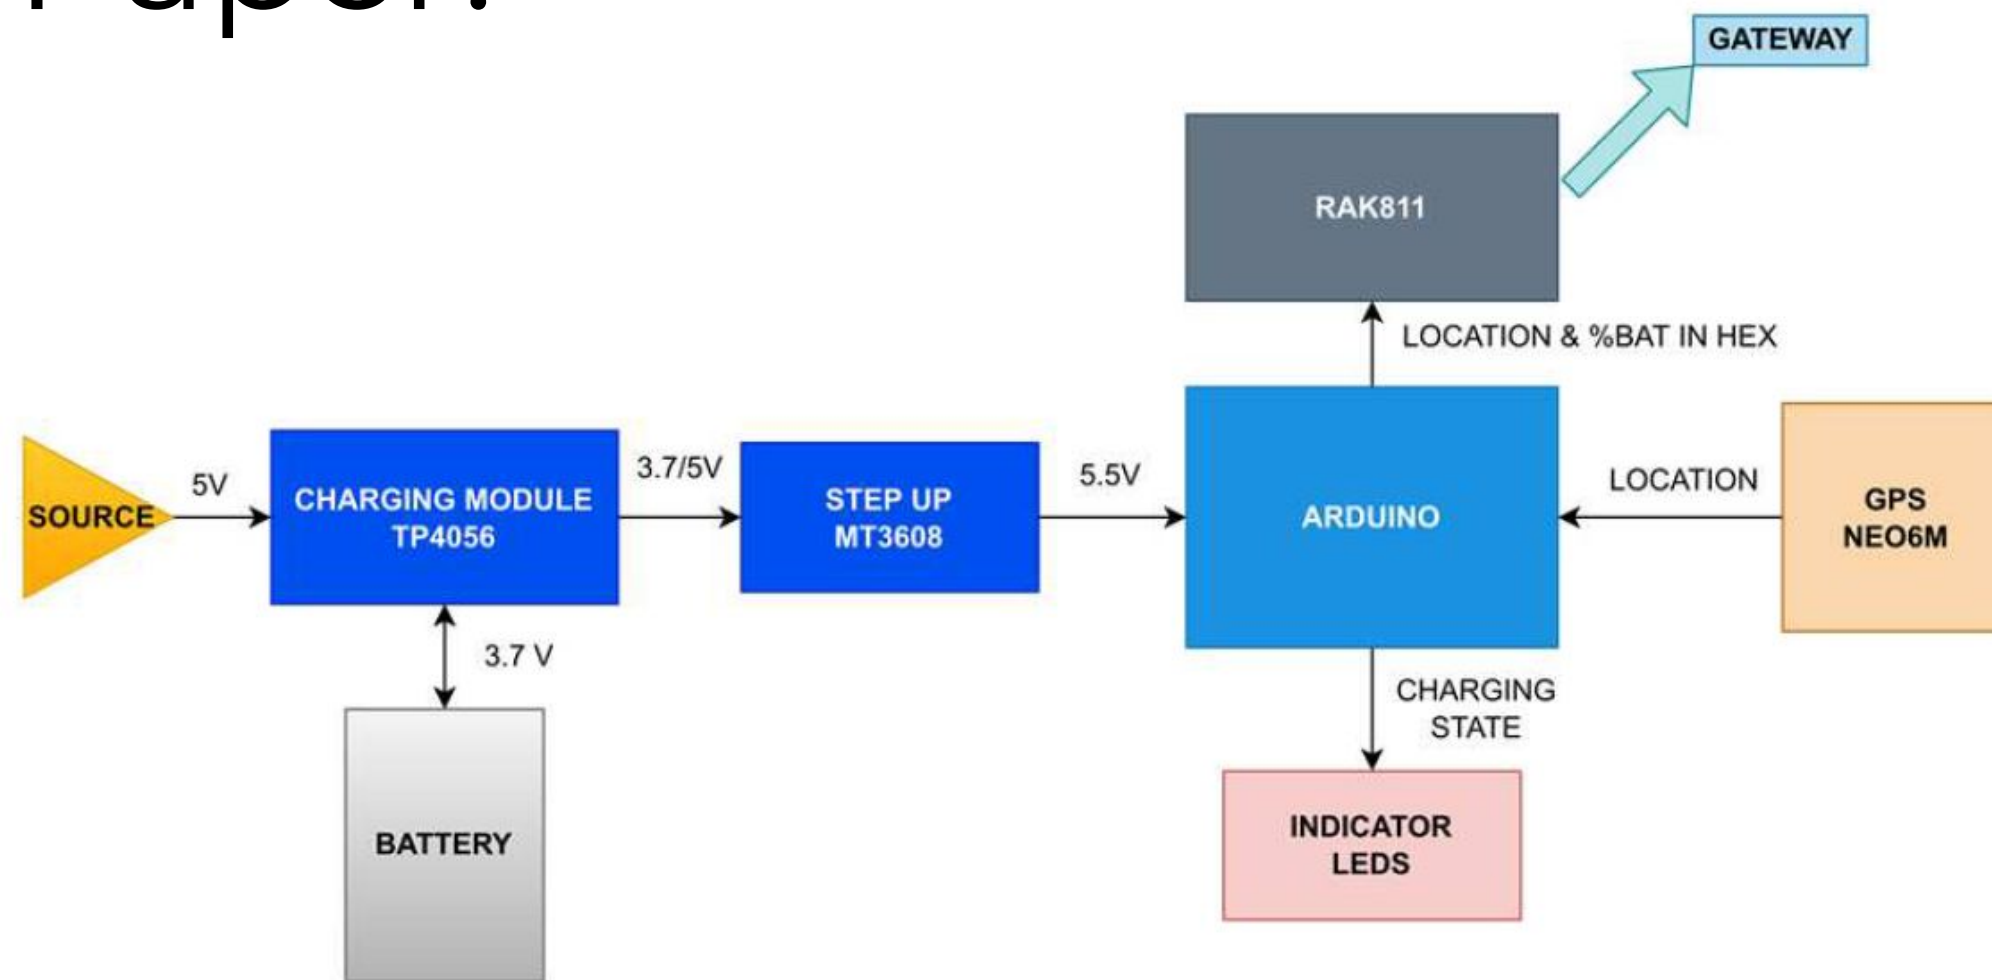 Paper:
GATEWAY
RAK811
LOCATION & %BAT IN HEX
SOURCE
5V
CHARGING MODULE
TP4056
3.7/5V
STEP UP
MT3608
5.5V
ARDUINO
LOCATION
GPS
NEO6M
3.7 V
BATTERY
CHARGING
STATE
INDICATOR
LEDS